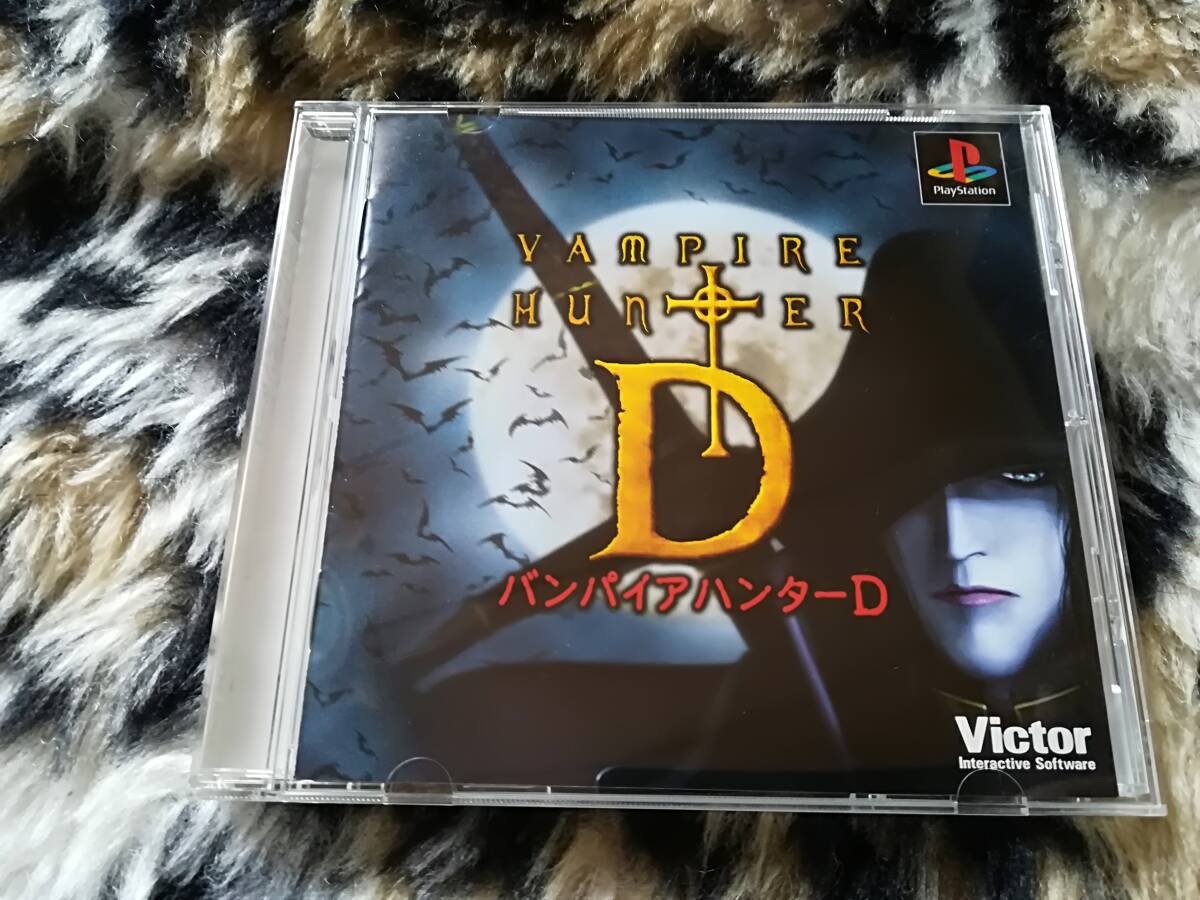 PlayStation
VAMPIRE
HUNTER
D
バンパイアハンターD
Victor
Interactive Software